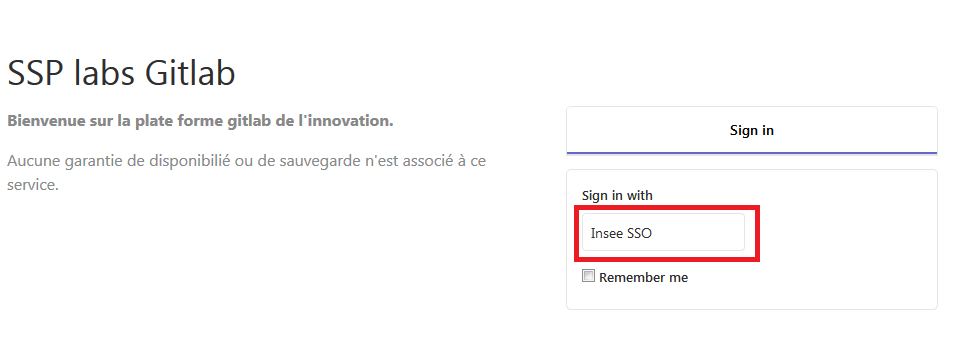 SSP labs Gitlab
Bienvenue sur la plate forme gitlab de l'innovation.
Aucune garantie de disponibilié ou de sauvegarde n'est associé à ce
service.
Sign in
Sign in with
Insee SSO
Remember me